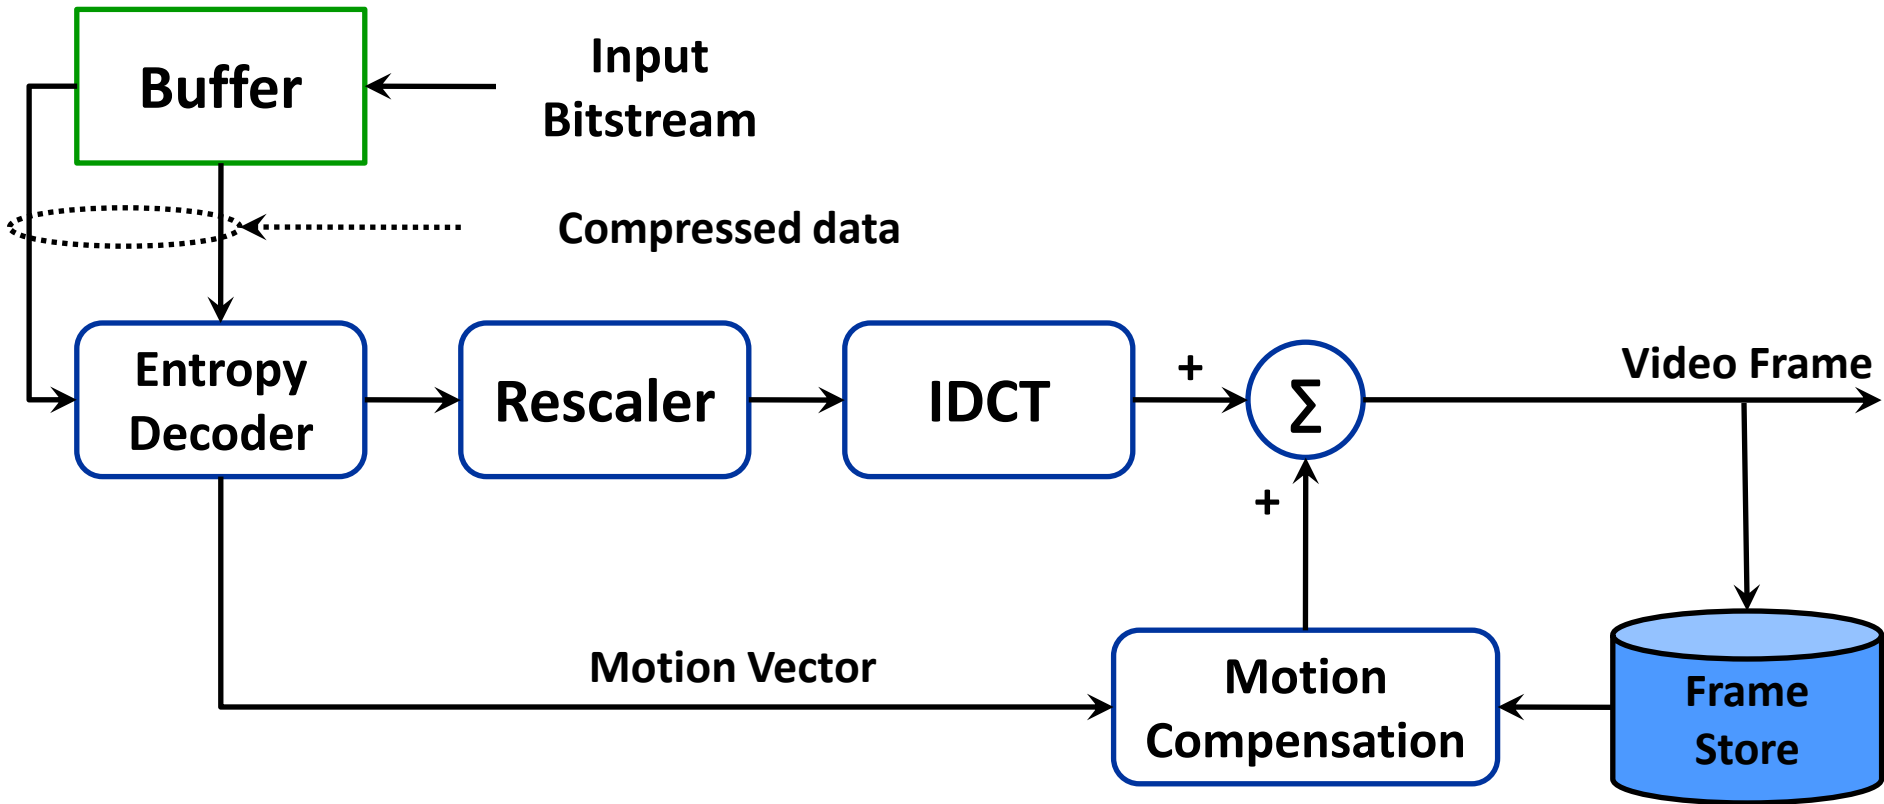 Input
Buffer
Bitstream
Compressed data
Entropy
Decoder
Rescaler
IDCT
+
Σ
Video Frame
+
Motion Vector
Motion
Compensation
Frame
Store